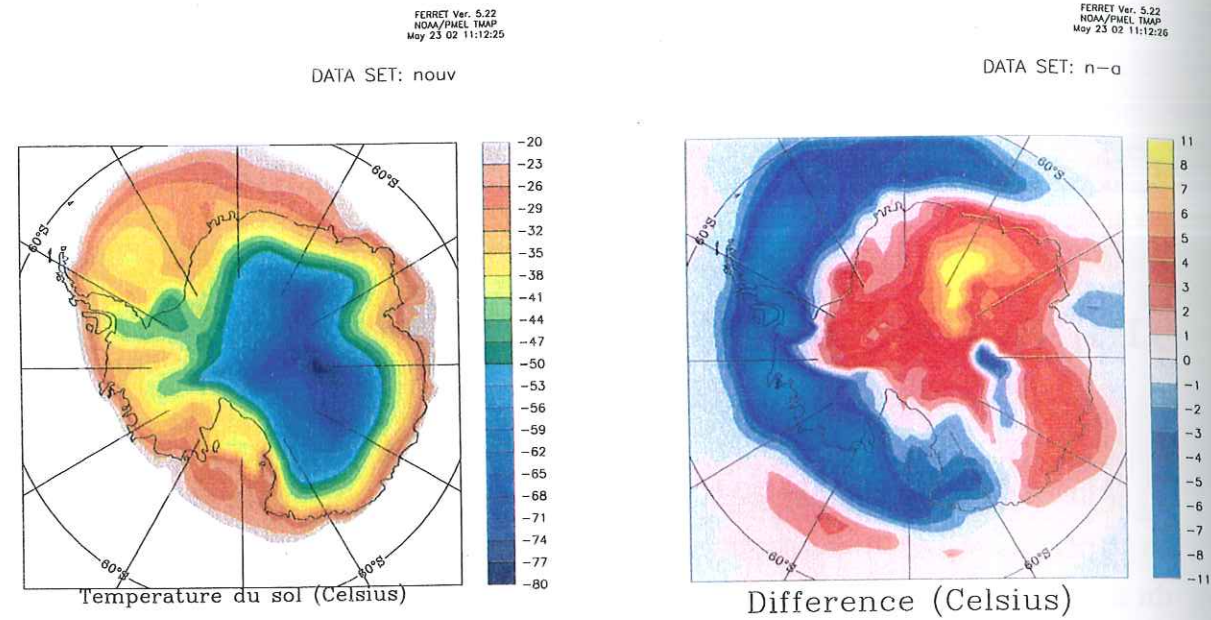 FERRET Ver. 5.22
NOAA/PMEL TMAP
May 23 02 11:12:25
DATA SET: nouv
60°S
60°S
60°S
60°S
-20
-23
-26
-29
-32
-35
-38
-41
-44
-47
-50
-53
-56
-59
-62
-65
-68
-71
-74
-77
-80
Temperature du sol (Celsius)
FERRET Ver. 5.22
NOAA/PMEL TMAP
May 23 02 11:12:26
DATA SET: n-a
60°S
60°S
60°S
60°S
11
8
7
6
5
4
3
2
1
0
-1
-2
-3
-4
-5
-6
-7
-8
-11
Difference (Celsius)